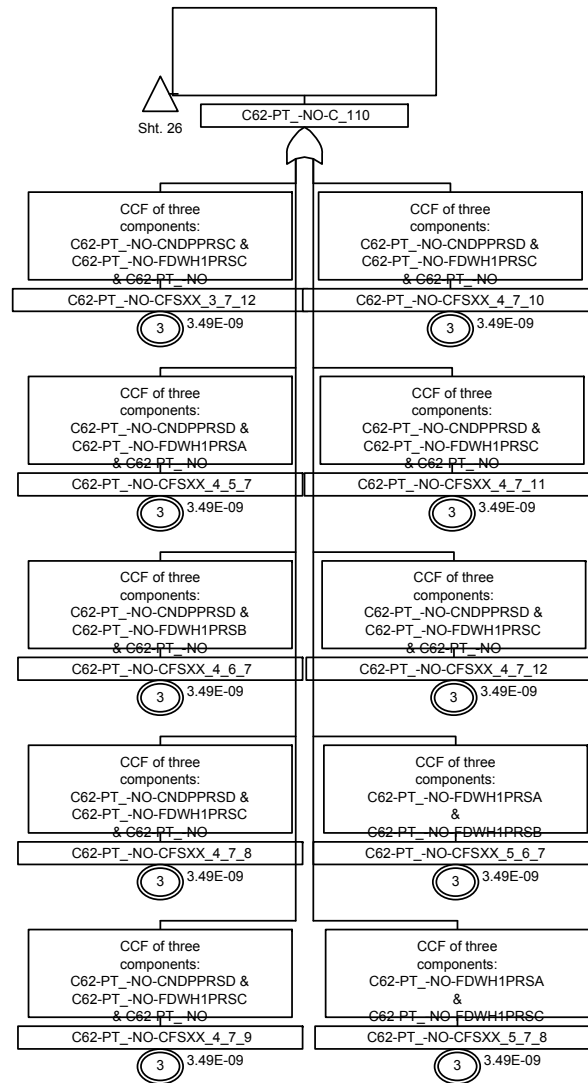 C62-PT_-NO-C_110
Sht. 26
CCF of three
components:
C62-PT_-NO-CNDPPRSC &
C62-PT_-NO-FDWH1PRSC
& C62-PT_-NO
C62-PT_-NO-CFSXX_3_7_12
3
3.49E-09
CCF of three
components:
C62-PT_-NO-CNDPPRSD &
C62-PT_-NO-FDWH1PRSC
& C62-PT_-NO
C62-PT_-NO-CFSXX_4_7_10
3
3.49E-09
CCF of three
components:
C62-PT_-NO-CNDPPRSD &
C62-PT_-NO-FDWH1PRSA
& C62-PT_-NO
C62-PT_-NO-CFSXX_4_5_7
3
3.49E-09
CCF of three
components:
C62-PT_-NO-CNDPPRSD &
C62-PT_-NO-FDWH1PRSC
& C62-PT_-NO
C62-PT_-NO-CFSXX_4_7_11
3
3.49E-09
CCF of three
components:
C62-PT_-NO-CNDPPRSD &
C62-PT_-NO-FDWH1PRSB
& C62-PT_-NO
C62-PT_-NO-CFSXX_4_6_7
3
3.49E-09
CCF of three
components:
C62-PT_-NO-CNDPPRSD &
C62-PT_-NO-FDWH1PRSC
& C62-PT_-NO
C62-PT_-NO-CFSXX_4_7_12
3
3.49E-09
CCF of three
components:
C62-PT_-NO-CNDPPRSD &
C62-PT_-NO-FDWH1PRSC
& C62-PT_-NO
C62-PT_-NO-CFSXX_4_7_8
3
3.49E-09
CCF of three
components:
C62-PT_-NO-FDWH1PRSA
&
C62-PT_-NO-FDWH1PRSB
C62-PT_-NO-CFSXX_5_6_7
3
3.49E-09
CCF of three
components:
C62-PT_-NO-CNDPPRSD &
C62-PT_-NO-FDWH1PRSC
& C62-PT_-NO
C62-PT_-NO-CFSXX_4_7_9
3
3.49E-09
CCF of three
components:
C62-PT_-NO-FDWH1PRSA
&
C62-PT_-NO-FDWH1PRSC
C62-PT_-NO-CFSXX_5_7_8
3
3.49E-09